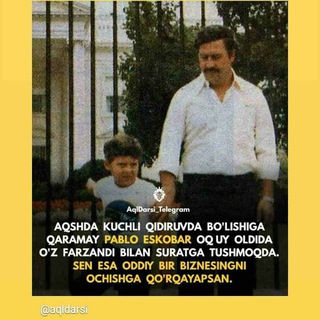 AqlDarsi_Telegram
AQSHDA KUCHLI QIDIRUVDA BO'LISHIGA
QARAMAY PABLO ESKOBAR OQ UY OLDIDA
O'Z FARZANDI BILAN SURATGA TUSHMOQDA.
SEN ESA ODDIY BIR BIZNESINGNI
OCHISHGA QO'RQAYAPSAN.
@aqldarsi